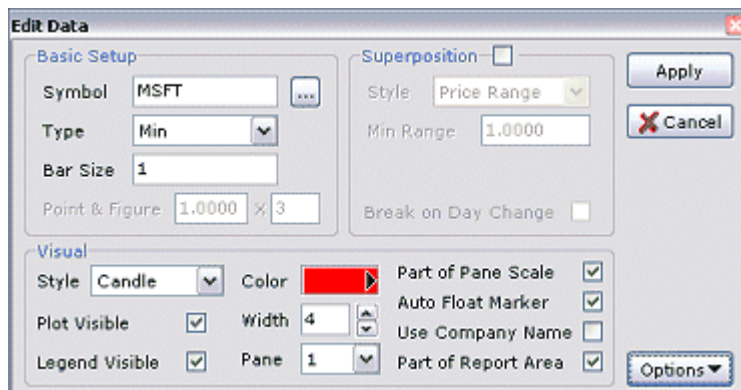 Edit Data
Basic Setup
Symbol MSFT ...
Type Min
Bar Size 1
Point & Figure 1.0000 X 3
Superposition
Style Price Range
Min Range 1.0000
Break on Day Change
Apply
Cancel
Visual
Style Candle
Plot Visible
Legend Visible
Color
Width 4
Pane 1
Part of Pane Scale
Auto Float Marker
Use Company Name
Part of Report Area
Options